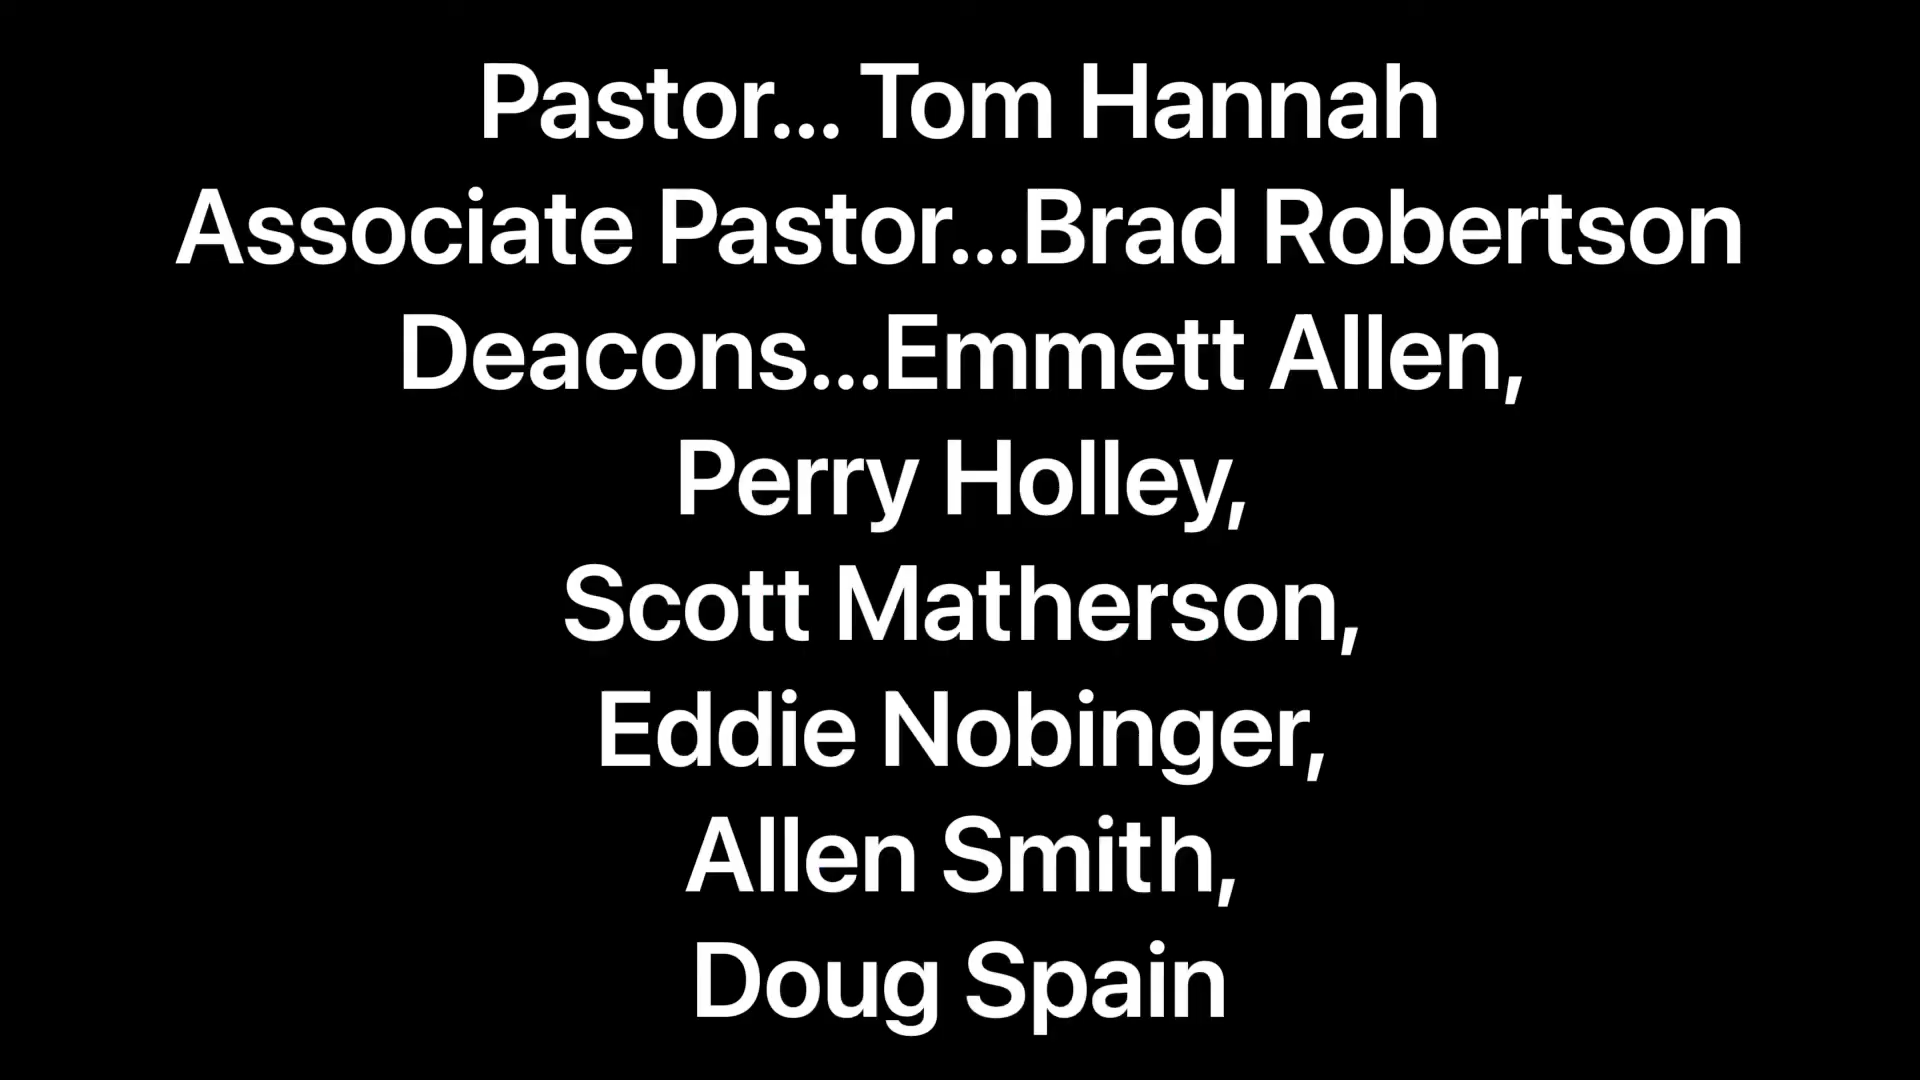 Pastor... Tom Hannah
Associate Pastor...Brad Robertson
Deacons...Emmett Allen,
Perry Holley,
Scott Matherson,
Eddie Nobinger,
Allen Smith,
Doug Spain